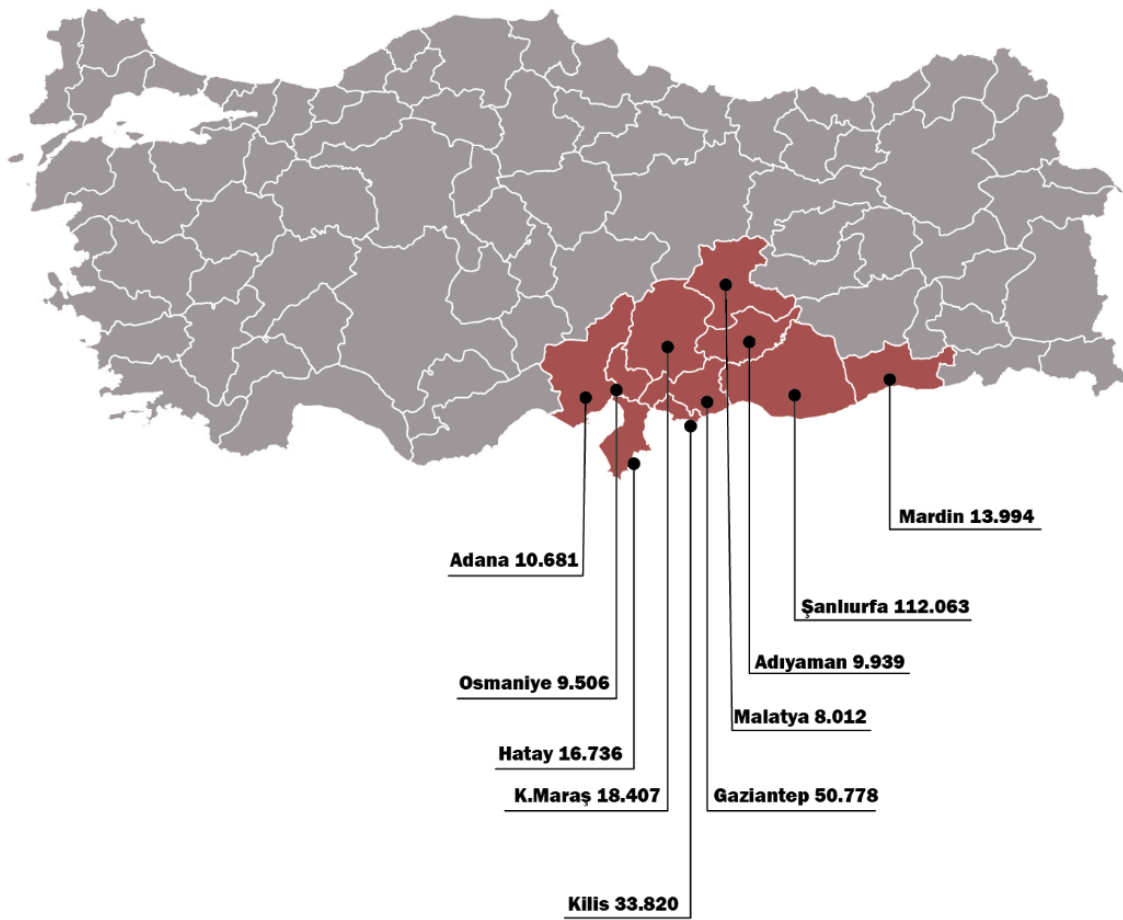 Mardin 13.994
Adana 10.681
Şanlıurfa 112.063
Adıyaman 9.939
Osmaniye 9.506
Malatya 8.012
Hatay 16.736
K.Maraş 18.407
Gaziantep 50.778
Kilis 33.820